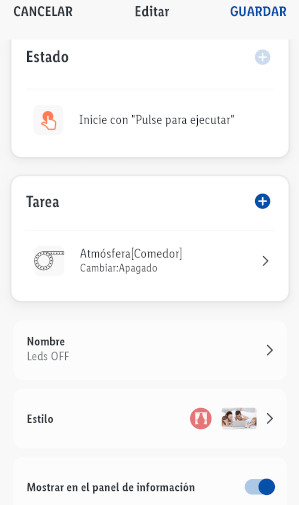 CANCELAR Editar GUARDAR
Estado
Inicie con "Pulse para ejecutar"
Tarea
Atmósfera[Comedor]
Cambiar:Apagado
Nombre
Leds OFF
Estilo
Mostrar en el panel de información